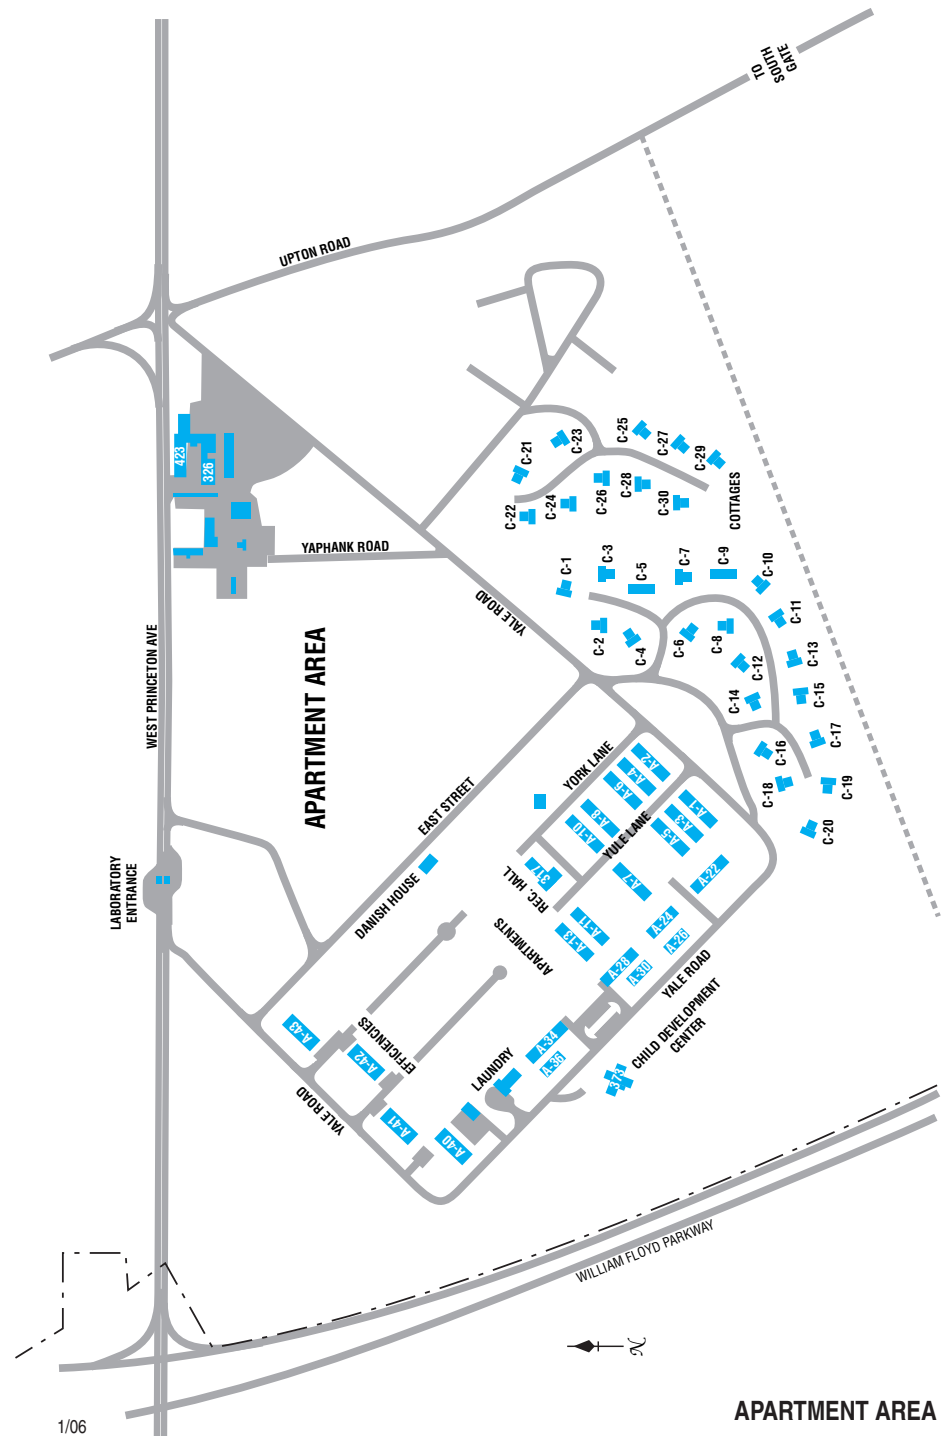 TO
SOUTH
GATE
UPTON ROAD
423
326
C-21
C-23
C-25
C-27
C-29
C-22
C-24
C-26
C-28
C-30
COTTAGES
YAPHANK ROAD
YALE ROAD
C-1
C-3
C-5
C-7
C-9
C-10
C-11
C-2
C-4
C-6
C-8
C-12
C-13
C-14
C-15
C-16
C-17
C-18
C-19
C-20
WEST PRINCETON AVE
APARTMENT AREA
EAST STREET
YORK LANE
A-2
A-4
A-6
A-8
A-10
YULE LANE
A-1
A-3
A-5
A-7
A-22
317
REC. HALL
LABORATORY
ENTRANCE
DANISH HOUSE
APARTMENTS
A-11
A-13
A-24
A-26
A-28
A-30
YALE ROAD
CHILD DEVELOPMENT
CENTER
373
A-34
A-36
LAUNDRY
A-43
A-42
EFFICIENCIES
A-41
A-40
YALE ROAD
WILLIAM FLOYD PARKWAY
N
1/06
APARTMENT AREA